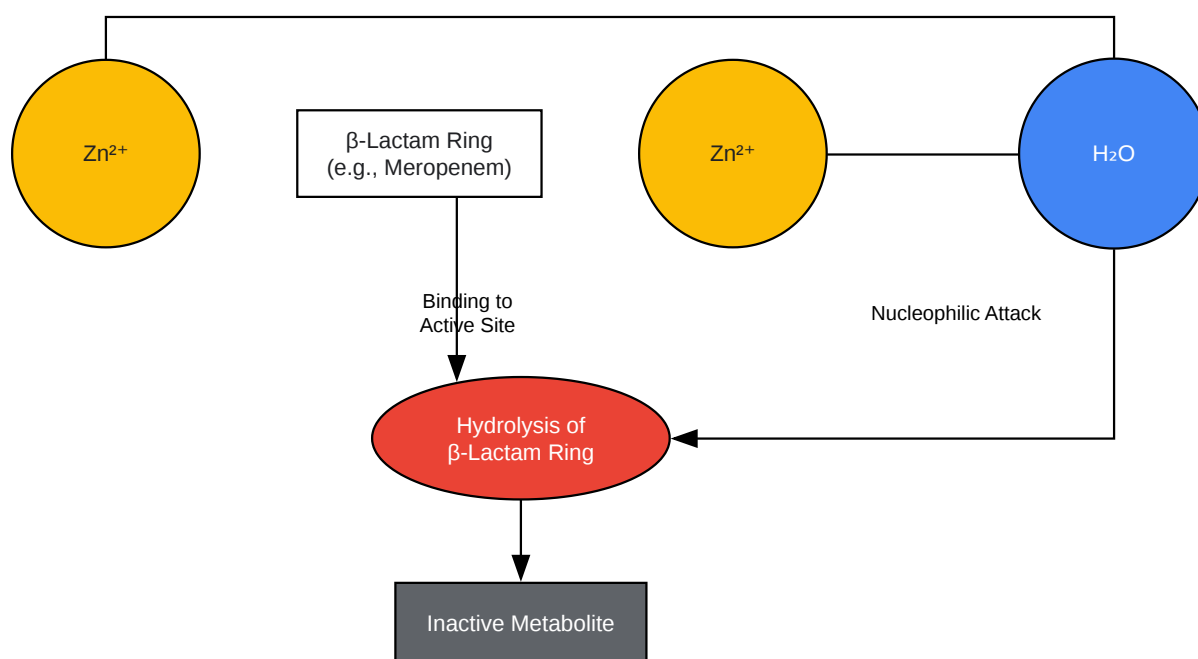 Zn²⁺
β-Lactam Ring
(e.g., Meropenem)
Zn²⁺
H₂O
Binding to
Active Site
Nucleophilic Attack
Hydrolysis of
β-Lactam Ring
Inactive Metabolite